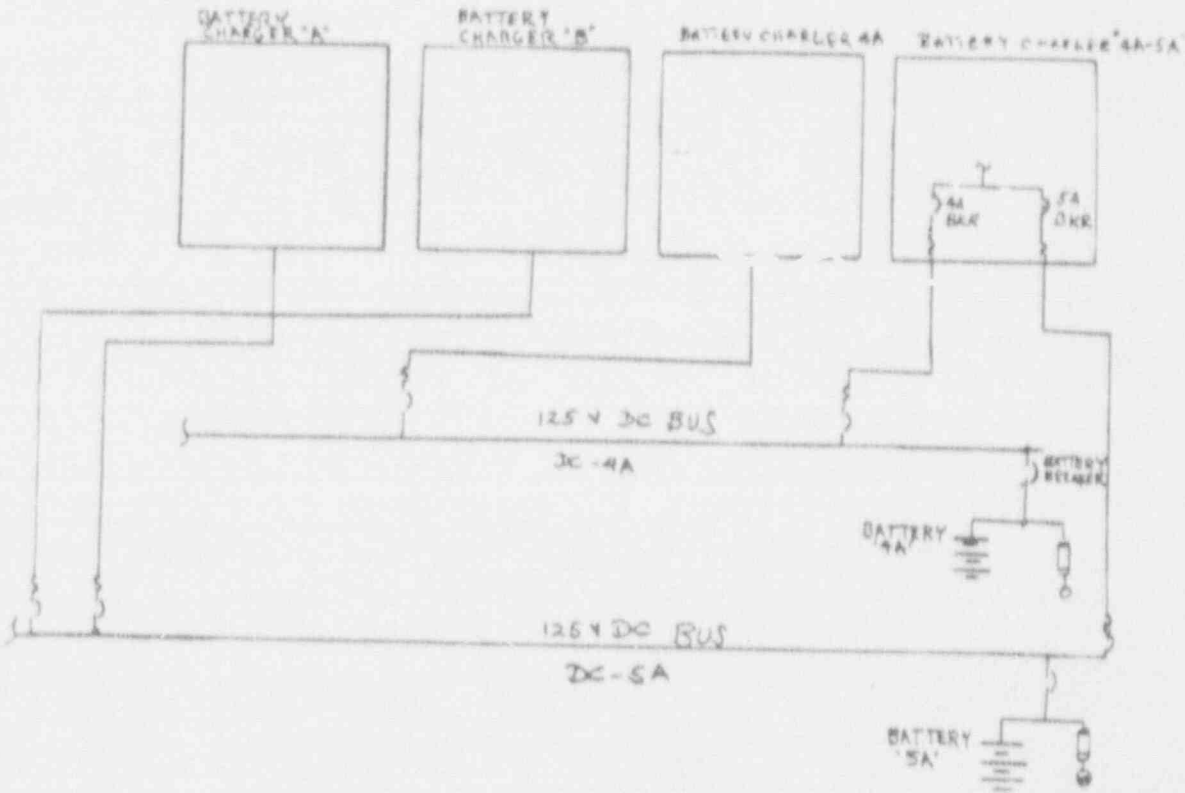 BATTERY
CHARGER "A"
BATTERY
CHARGER "B"
BATTERY CHARGER 4A
BATTERY CHARGER "4A-5A"
4A
BKR
5A
BKR
125 V DC BUS
DC-4A
BATTERY
BREAKER
BATTERY
'4A'
125 V DC BUS
DC-5A
BATTERY
'5A'